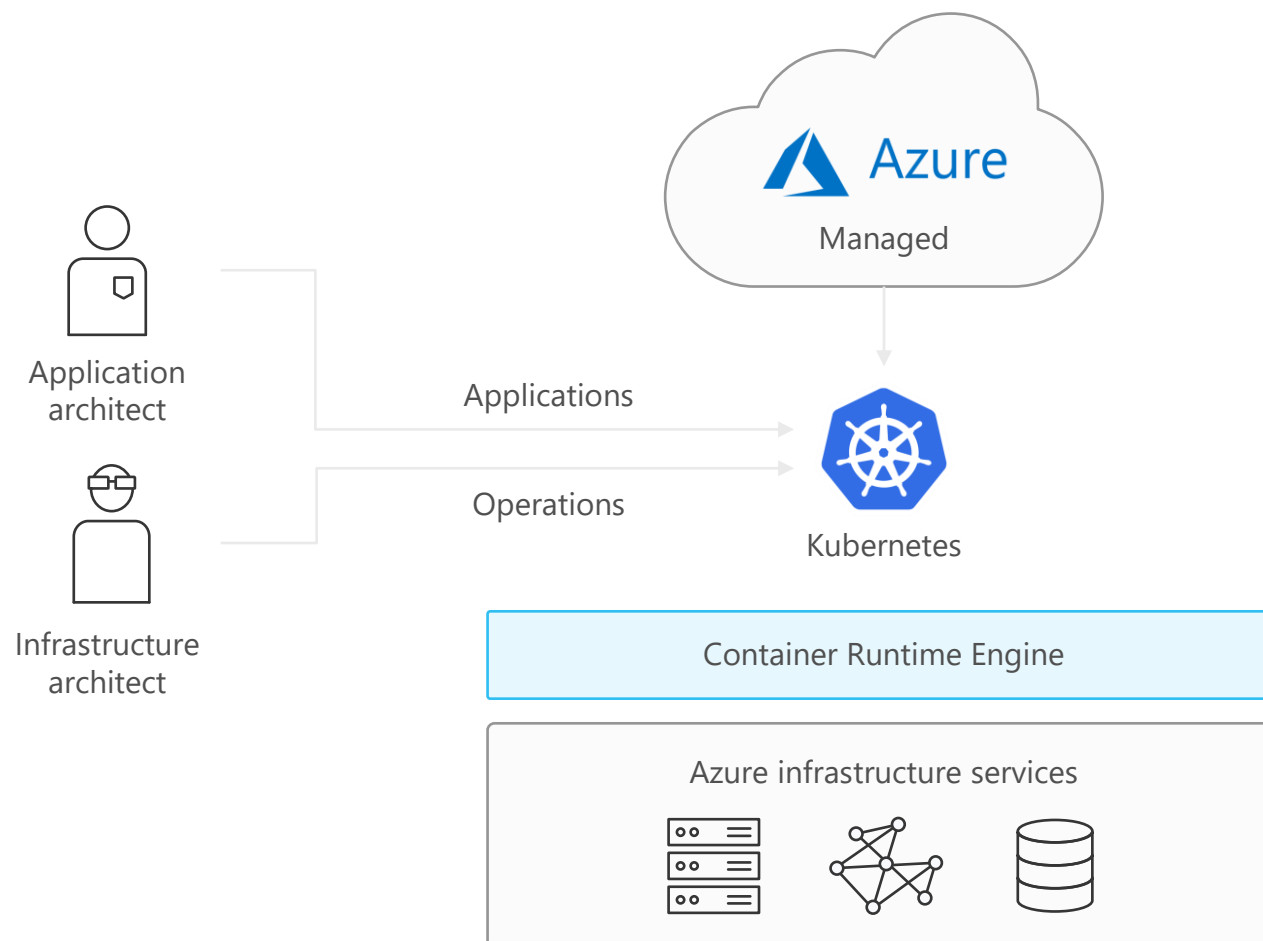 Azure
Managed
Application
architect
Applications
Operations
Kubernetes
Infrastructure
architect
Container Runtime Engine
Azure infrastructure services